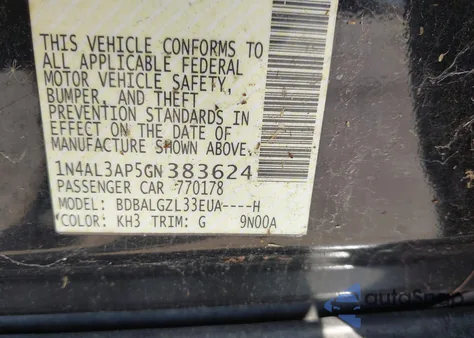 THIS VEHICLE CONFORMS TO
ALL APPLICABLE FEDERAL
MOTOR VEHICLE SAFETY,
BUMPER, AND THEFT
PREVENTION STANDARDS IN
EFFECT ON THE DATE OF
MANUFACTURE SHOWN ABOVE.
1N4AL3AP5GN383624
PASSENGER CAR 770178
MODEL: BDBALGZL33EUA----H
COLOR: KH3 TRIM: G 9N00A
autoSnap